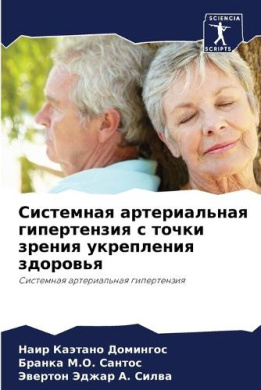 SCIENCIA
SCRIPTS
Системная артериальная
гипертензия с точки
зрения укрепления
здоровья
Системная артериальная гипертензия
Наир Каэтано Домингос
Бранка М.О. Сантос
Эвертон Эджар А. Силва